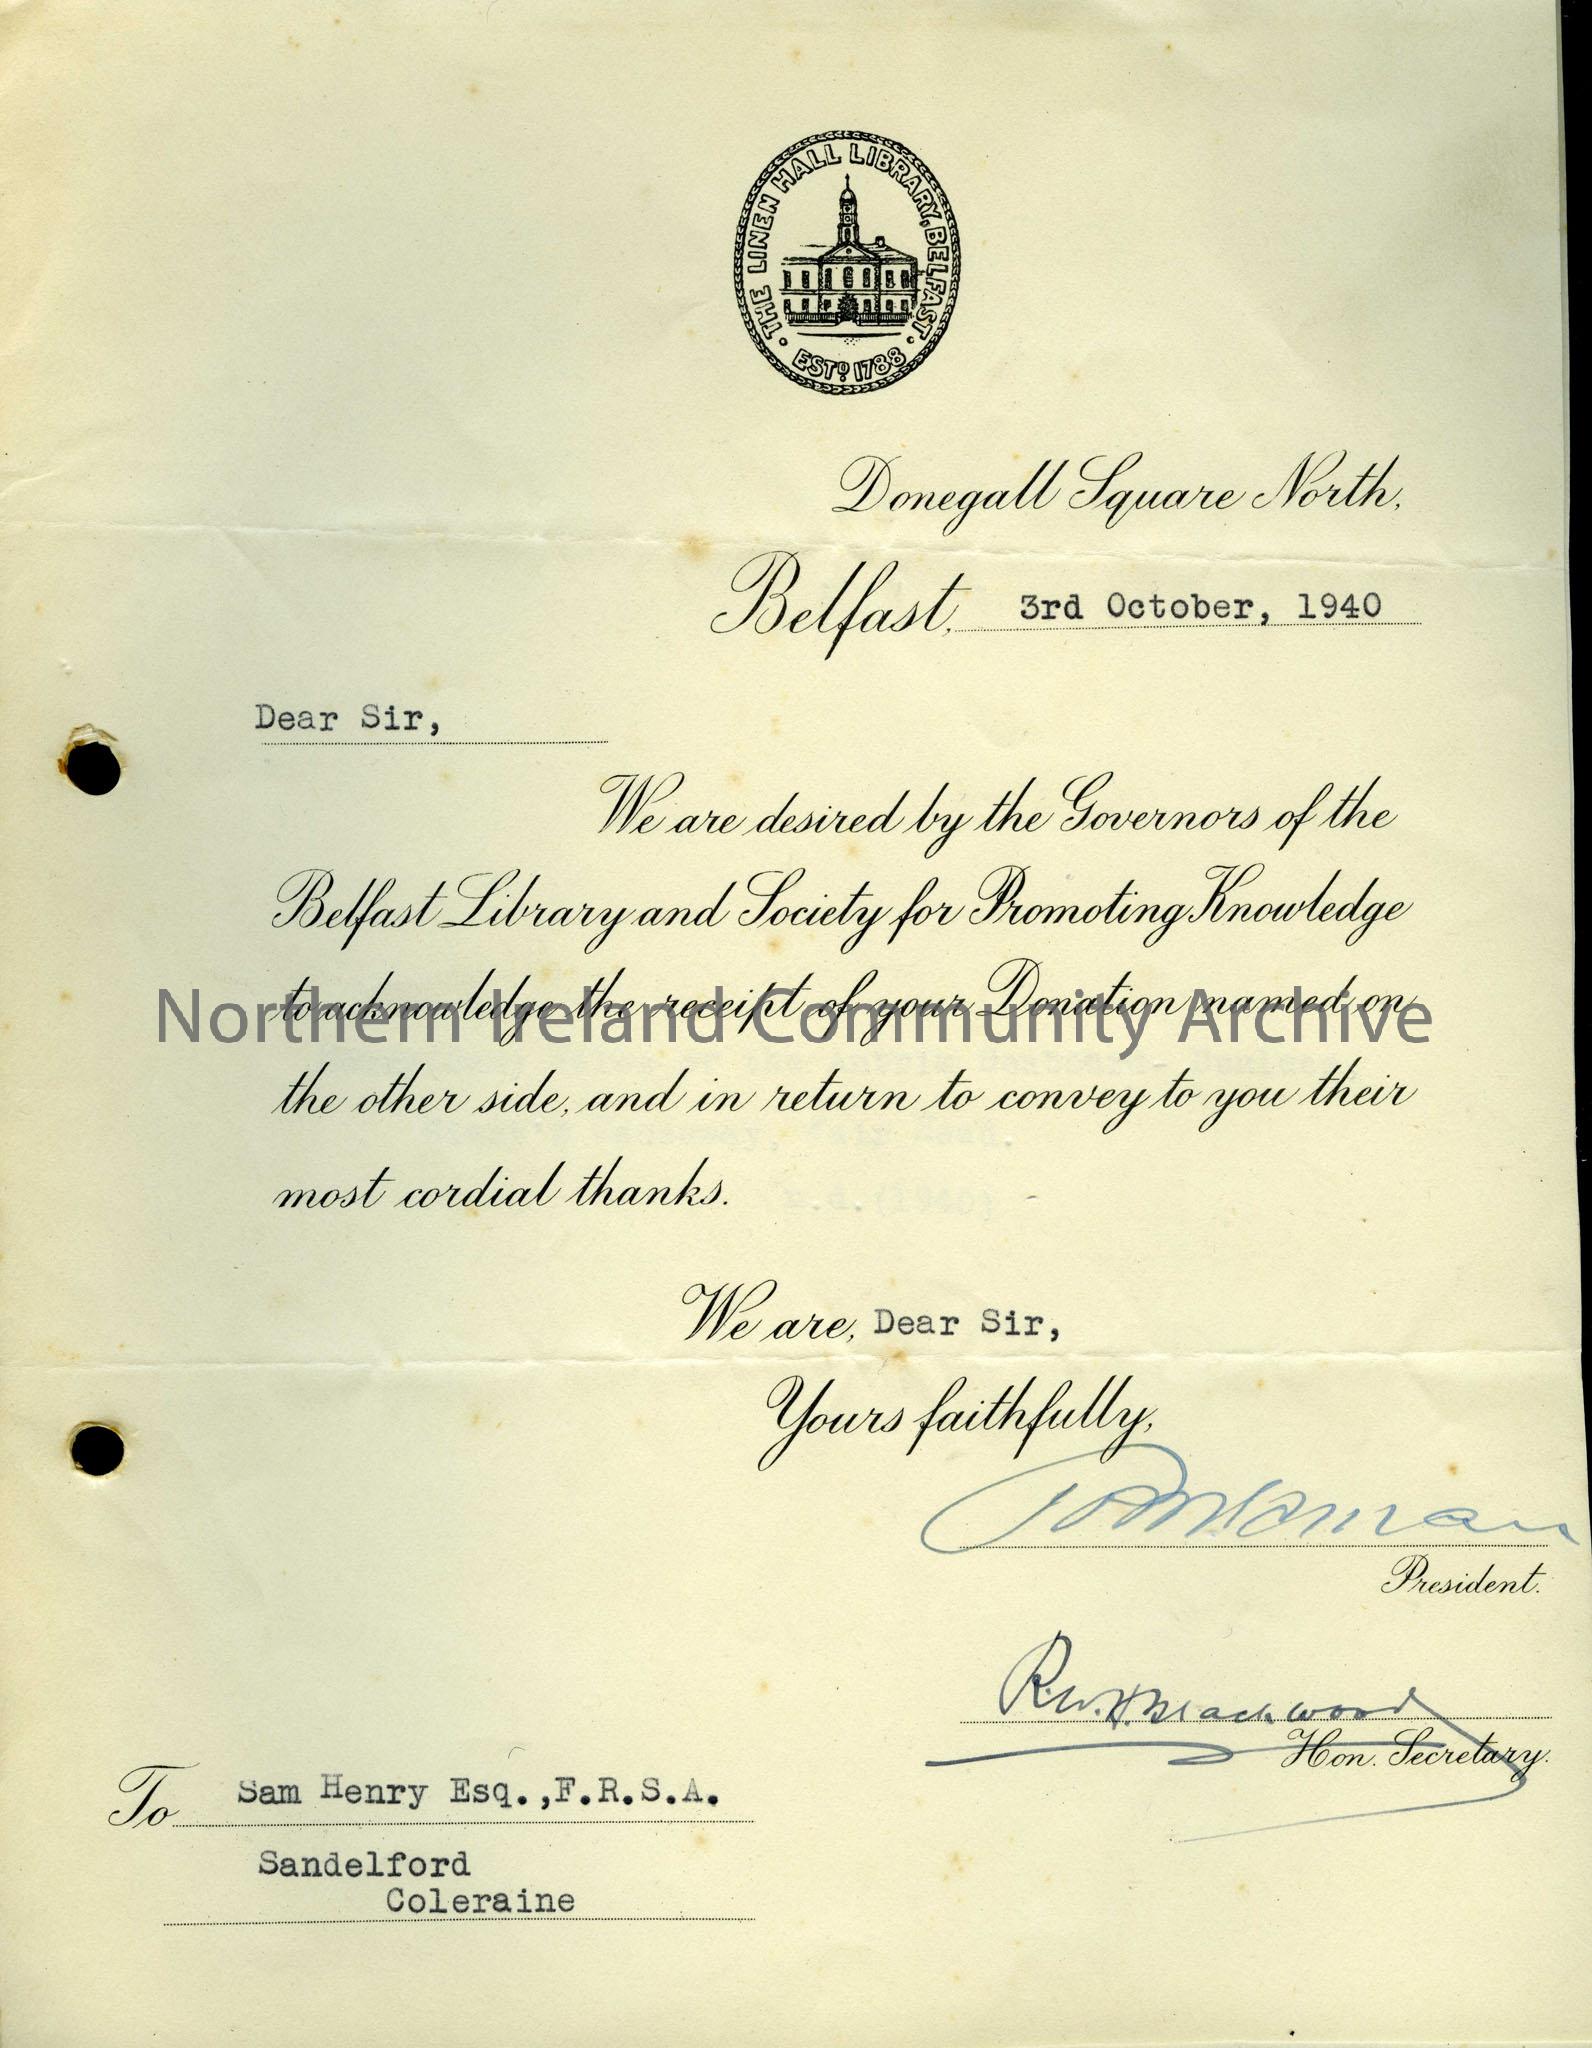 THE LINEN HALL LIBRARY, BELFAST
ESTD 1788
Donegall Square North,
Belfast, 3rd October, 1940
Dear Sir,
We are desired by the Governors of the
Belfast Library and Society for Promoting Knowledge
to acknowledge the receipt of your Donation named on
Northern Ireland Community Archive
the other side, and in return to convey to you their
most cordial thanks.
We are, Dear Sir,
Yours faithfully,
President.
R.W.H. Blackwood
Hon. Secretary.
To Sam Henry Esq.,F.R.S.A.
Sandelford
Coleraine